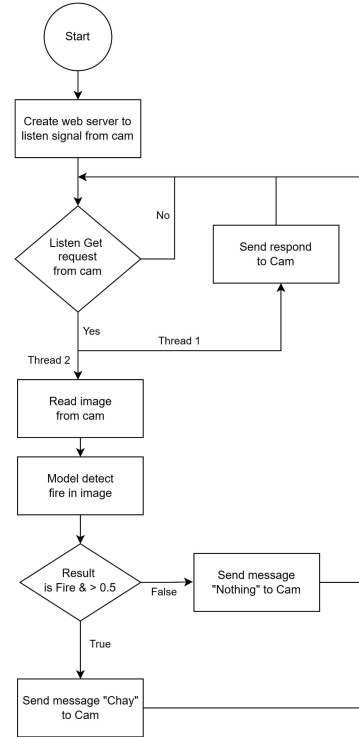 Start
Create web server to
listen signal from cam
No
Listen Get
request
from cam
Send respond
to Cam
Yes
Thread 1
Thread 2
Read image
from cam
Model detect
fire in image
Result
is Fire & > 0.5
False
Send message
"Nothing" to Cam
True
Send message "Chay"
to Cam